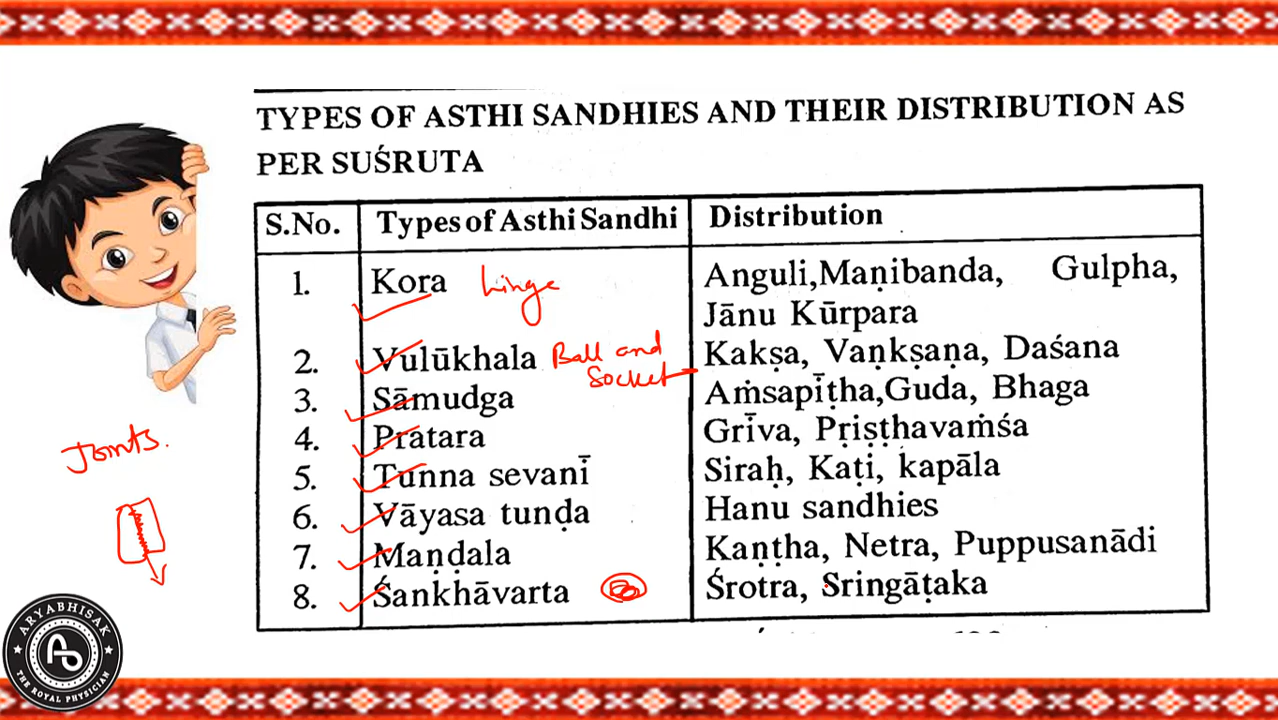 TYPES OF ASTHI SANDHIES AND THEIR DISTRIBUTION AS
PER SUŚRUTA
S.No. Types of Asthi Sandhi Distribution
1. Kora hinge Anguli,Maṇibanda, Gulpha,
Jānu Kūrpara
2. Vulūkhala Ball and Socket Kakṣa, Vaṇkṣaṇa, Daśana
3. Sāmudga Aṁsapīṭha,Guda, Bhaga
4. Pratara Grīva, Pṛiṣṭhavaṁśa
5. Tunna sevanī Siraḥ, Kaṭi, kapāla
6. Vāyasa tunḍa Hanu sandhies
7. Maṇḍala Kaṇṭha, Netra, Puppusanādi
8. Śankhāvarta Śrotra, Sringāṭaka
Joints.
ARYABHISAK
THE ROYAL PHYSICIAN